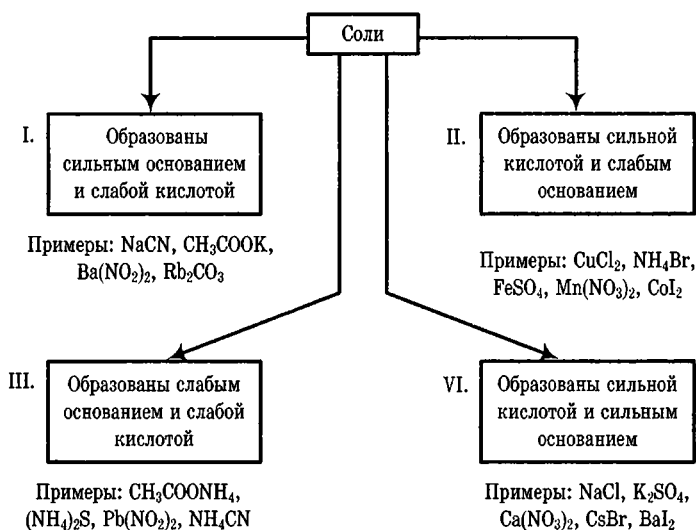 Соли
I.
Образованы
сильным основанием
и слабой кислотой
Примеры: NaCN, CH₃COOK,
Ba(NO₂)₂, Rb₂CO₃
II.
Образованы сильной
кислотой и слабым
основанием
Примеры: CuCl₂, NH₄Br,
FeSO₄, Mn(NO₃)₂, CoI₂
III.
Образованы слабым
основанием и слабой
кислотой
Примеры: CH₃COONH₄,
(NH₄)₂S, Pb(NO₂)₂, NH₄CN
VI.
Образованы сильной
кислотой и сильным
основанием
Примеры: NaCl, K₂SO₄,
Ca(NO₃)₂, CsBr, BaI₂